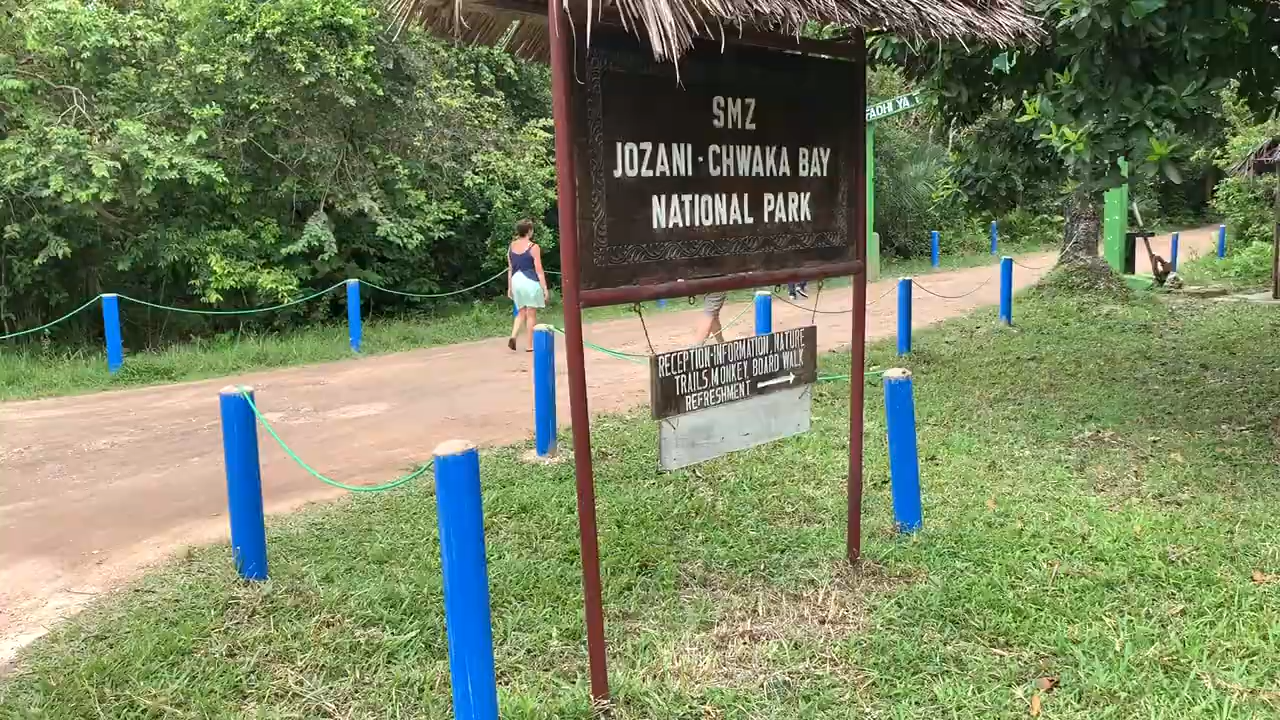 SMZ
JOZANI · CHWAKA BAY
NATIONAL PARK
RECEPTION-INFORMATION, NATURE
TRAILS, MONKEY, BOARD WALK
REFRESHMENT